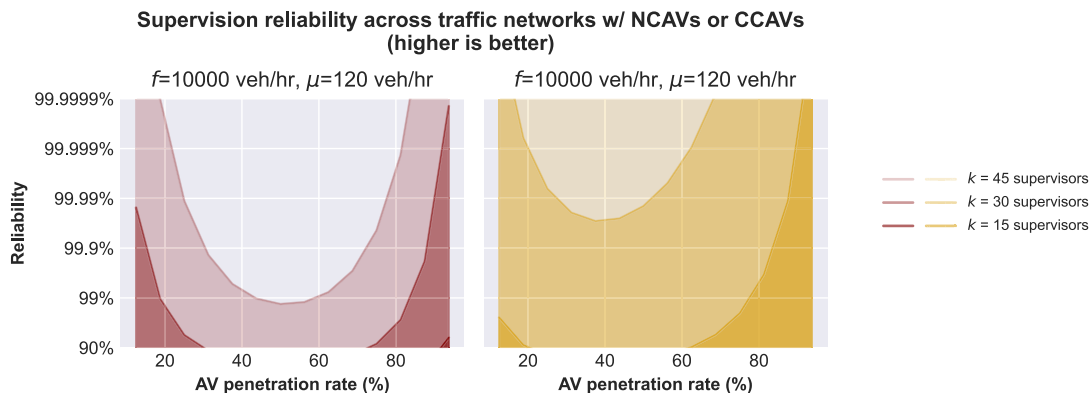 Supervision reliability across traffic networks w/ NCAVs or CCAVs
(higher is better)
f=10000 veh/hr, μ=120 veh/hr
f=10000 veh/hr, μ=120 veh/hr
99.9999%
99.999%
99.99%
99.9%
99%
90%
Reliability
20 40 60 80
AV penetration rate (%)
20 40 60 80
AV penetration rate (%)
k = 45 supervisors
k = 30 supervisors
k = 15 supervisors